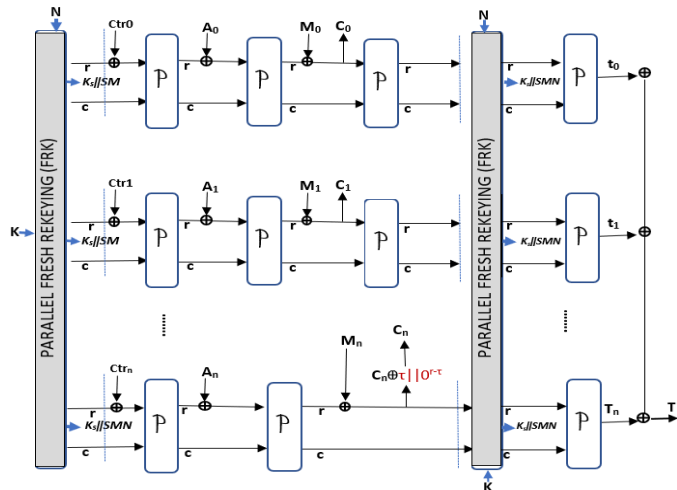 N
N
Ctr0
A₀
M₀
C₀
r
r
r
r
r
t₀
Kₛ||SM
𝒫
𝒫
𝒫
Kₛ||SMN
𝒫
c
c
c
c
c
PARALLEL FRESH REKEYING (FRK)
PARALLEL FRESH REKEYING (FRK)
Ctr1
A₁
M₁
C₁
r
r
r
r
r
t₁
K
Kₛ||SM
𝒫
𝒫
𝒫
Kₛ||SMN
𝒫
c
c
c
c
c
Mₙ
Cₙ
Cₙ⊕τ||0ʳ⁻τ
Ctrₙ
Aₙ
r
r
r
r
Tₙ
T
Kₛ||SMN
𝒫
𝒫
Kₛ||SMN
𝒫
c
c
c
c
K